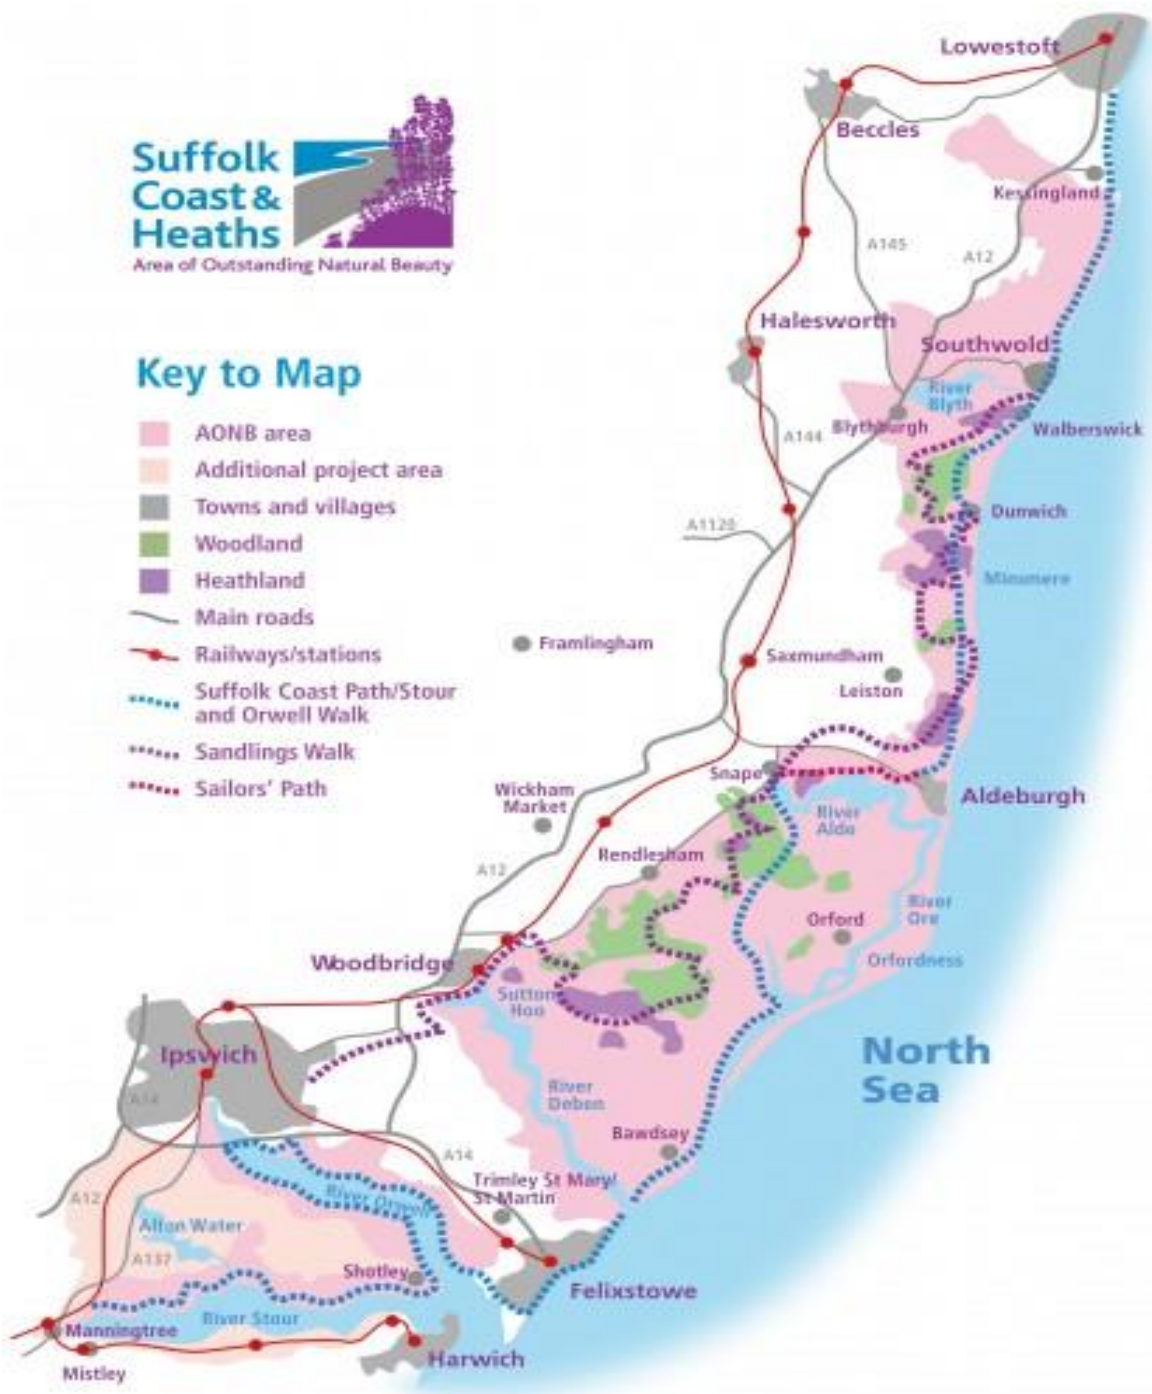 Lowestoft
Beccles
Suffolk
Coast &
Heaths
Area of Outstanding Natural Beauty
Kessingland
A145
A12
Halesworth
Southwold
Key to Map
River
Blyth
AONB area
A144
Blythburgh
Walberswick
Additional project area
Towns and villages
Dunwich
A1120
Woodland
Heathland
Minsmere
Main roads
Framlingham
Railways/stations
Saxmundham
Leiston
Suffolk Coast Path/Stour
and Orwell Walk
Sandlings Walk
Snape
Sailors' Path
Wickham
Market
Aldeburgh
River
Alde
Rendlesham
A12
River
Ore
Orford
Woodbridge
Orfordness
Sutton
Hoo
Ipswich
North
Sea
A14
River
Deben
Bawdsey
A14
Trimley St Mary/
St Martin
A12
River Orwell
Alton Water
A137
Shotley
Felixstowe
River Stour
Manningtree
Harwich
Mistley